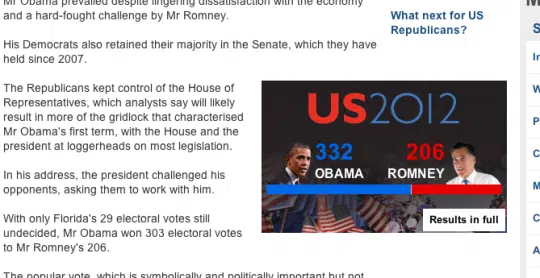 Mr Obama prevailed despite lingering dissatisfaction with the economy
and a hard-fought challenge by Mr Romney.
What next for US
Republicans?
His Democrats also retained their majority in the Senate, which they have
held since 2007.
The Republicans kept control of the House of
Representatives, which analysts say will likely
result in more of the gridlock that characterised
Mr Obama's first term, with the House and the
president at loggerheads on most legislation.
In his address, the president challenged his
opponents, asking them to work with him.
With only Florida's 29 electoral votes still
undecided, Mr Obama won 303 electoral votes
to Mr Romney's 206.
The popular vote, which is symbolically and politically important but not
US2012
332
206
OBAMA
ROMNEY
Results in full
M
S
In
W
P
C
M
C
A